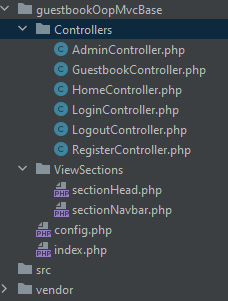 guestbookOopMvcBase
Controllers
AdminController.php
GuestbookController.php
HomeController.php
LoginController.php
LogoutController.php
RegisterController.php
ViewSections
sectionHead.php
sectionNavbar.php
config.php
index.php
src
vendor